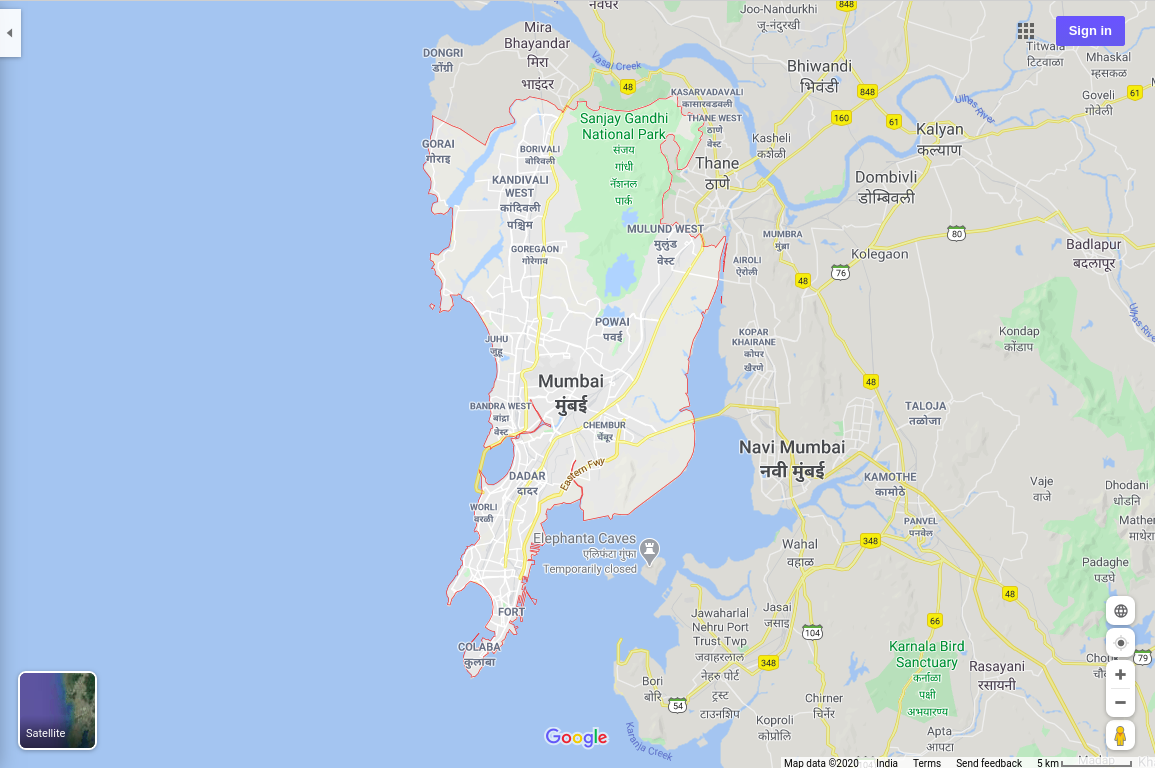 नवघर
Joo-Nandurkhi
जू-नंदुरखी
848
Sign in
Mira
Bhayandar
मिरा
भाइंदर
DONGRI
डोंगरी
Vasai Creek
48
Titwala
टिटवाळा
Mhaskal
म्हसकळ
Bhiwandi
भिवंडी
848
KASARVADAVALI
कासारवडवली
Ulhas River
Goveli
गोवेली
61
160
61
THANE WEST
ठाणे
वेस्ट
Sanjay Gandhi
National Park
संजय
गांधी
नॅशनल
पार्क
Kasheli
कशेळी
Kalyan
कल्याण
GORAI
गोराइ
BORIVALI
बोरिवली
Thane
ठाणे
KANDIVALI
WEST
कांदिवली
पश्चिम
Dombivli
डोम्बिवली
MULUND WEST
मुलुंड
वेस्ट
MUMBRA
मुंब्रा
80
GOREGAON
गोरेगाव
Kolegaon
Badlapur
बदलापूर
AIROLI
ऐरोली
76
48
POWAI
पवई
Ulhas River
JUHU
जुहू
KOPAR
KHAIRANE
कोपर
खैरणे
Kondap
कोंडाप
Mumbai
मुंबई
48
BANDRA WEST
बांद्रा
वेस्ट
TALOJA
तळोजा
CHEMBUR
चेंबूर
Navi Mumbai
नवी मुंबई
Eastern Fwy
DADAR
दादर
KAMOTHE
कामोठे
Vaje
वाजे
Dhodani
धोडनि
WORLI
वरळी
PANVEL
पनवेल
Elephanta Caves
एलिफंटा गुंफा
Temporarily closed
Wahal
वहाळ
348
Padaghe
पडघे
48
FORT
Jawaharlal
Nehru Port
Trust Twp
जवाहरलाल
नेहरु पोर्ट
ट्रस्ट
टाउनशिप
Jasai
जसाइ
104
66
COLABA
कुलाबा
Karnala Bird
Sanctuary
कर्नाळा
पक्षी
अभयारण्य
79
348
Rasayani
रसायनी
Bori
बोरि
54
Chirner
चिर्नेर
Koproli
कोप्रोलि
Apta
आपटा
Karanja Creek
Satellite
Google
Map data ©2020 India Terms Send feedback 5 km